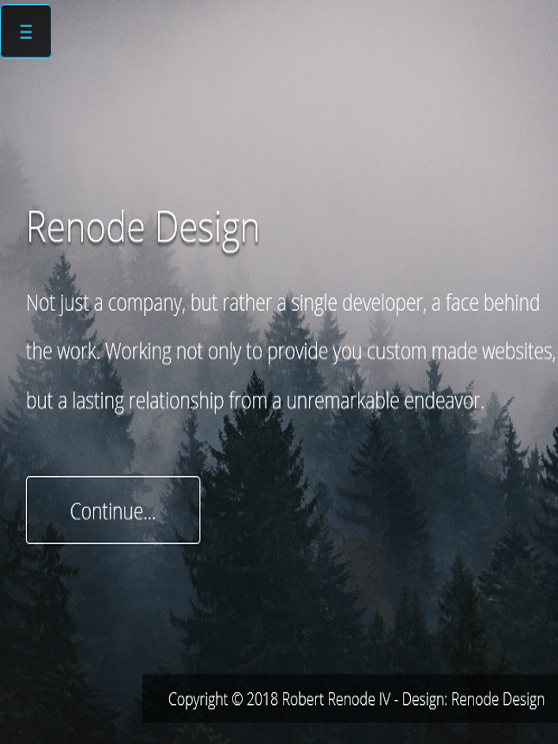 Renode Design
Not just a company, but rather a single developer, a face behind
the work. Working not only to provide you custom made websites,
but a lasting relationship from a unremarkable endeavor.
Continue...
Copyright © 2018 Robert Renode IV - Design: Renode Design